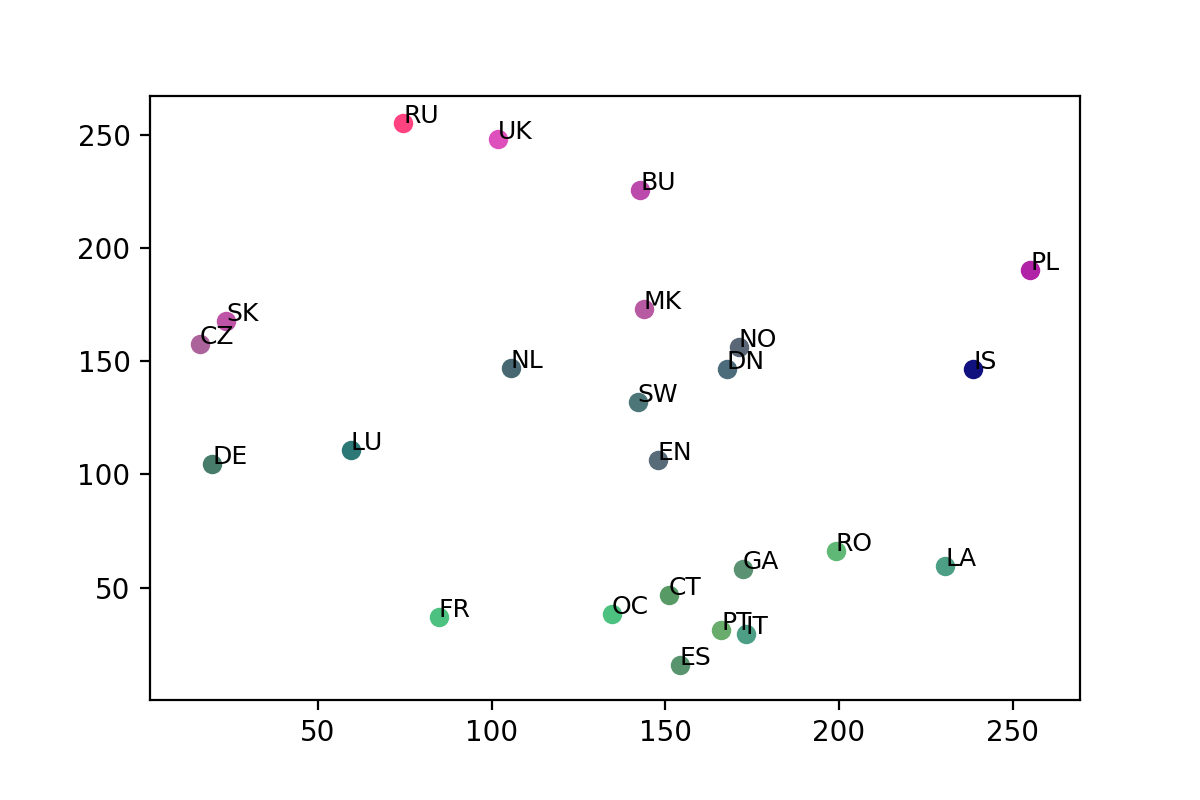 RU
UK
250
BU
200
PL
SK
MK
CZ
NO
150
NL
DN
IS
SW
LU
DE
EN
100
RO
GA
LA
CT
50
FR
OC
PT
IT
ES
50 100 150 200 250